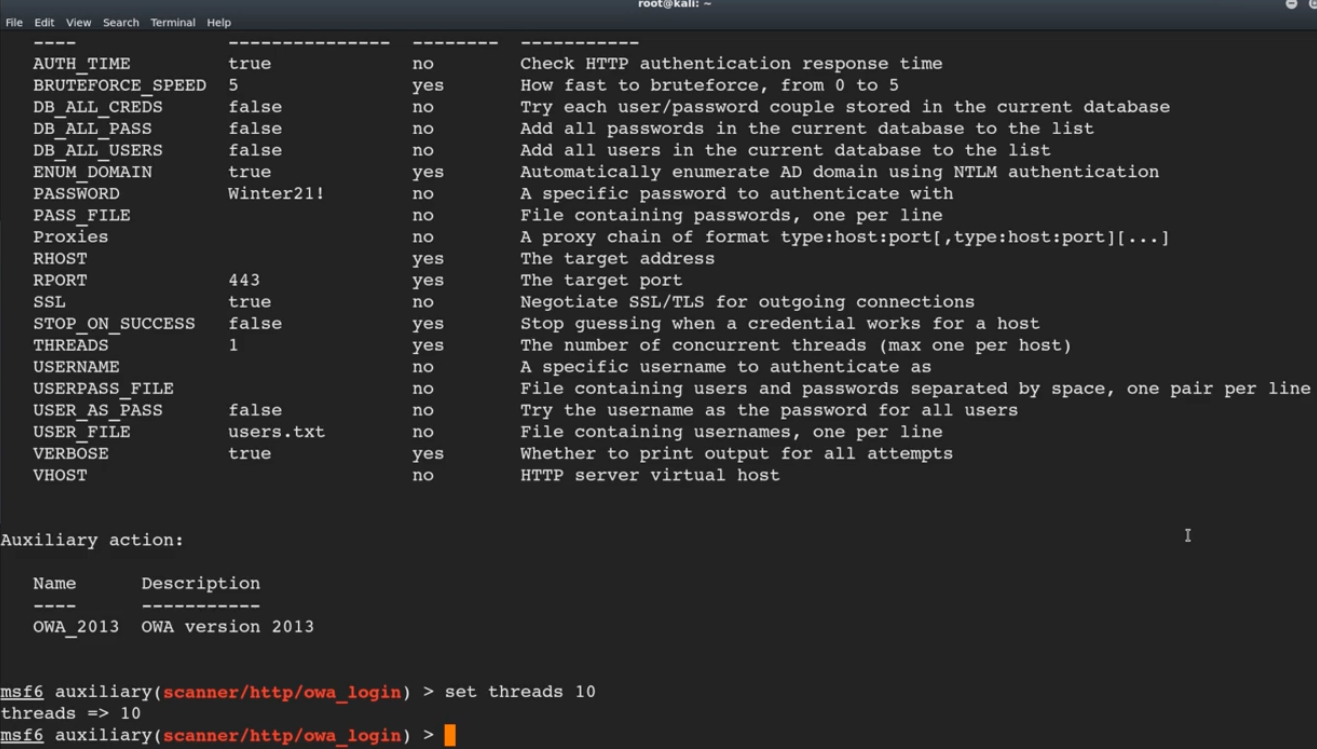 root@kali: ~
File Edit View Search Terminal Help
---- --------------- -------- -----------
AUTH_TIME true no Check HTTP authentication response time
BRUTEFORCE_SPEED 5 yes How fast to bruteforce, from 0 to 5
DB_ALL_CREDS false no Try each user/password couple stored in the current database
DB_ALL_PASS false no Add all passwords in the current database to the list
DB_ALL_USERS false no Add all users in the current database to the list
ENUM_DOMAIN true yes Automatically enumerate AD domain using NTLM authentication
PASSWORD Winter21! no A specific password to authenticate with
PASS_FILE no File containing passwords, one per line
Proxies no A proxy chain of format type:host:port[,type:host:port][...]
RHOST yes The target address
RPORT 443 yes The target port
SSL true no Negotiate SSL/TLS for outgoing connections
STOP_ON_SUCCESS false yes Stop guessing when a credential works for a host
THREADS 1 yes The number of concurrent threads (max one per host)
USERNAME no A specific username to authenticate as
USERPASS_FILE no File containing users and passwords separated by space, one pair per line
USER_AS_PASS false no Try the username as the password for all users
USER_FILE users.txt no File containing usernames, one per line
VERBOSE true yes Whether to print output for all attempts
VHOST no HTTP server virtual host
Auxiliary action:
Name Description
---- -----------
OWA_2013 OWA version 2013
msf6 auxiliary(scanner/http/owa_login) > set threads 10
threads => 10
msf6 auxiliary(scanner/http/owa_login) >